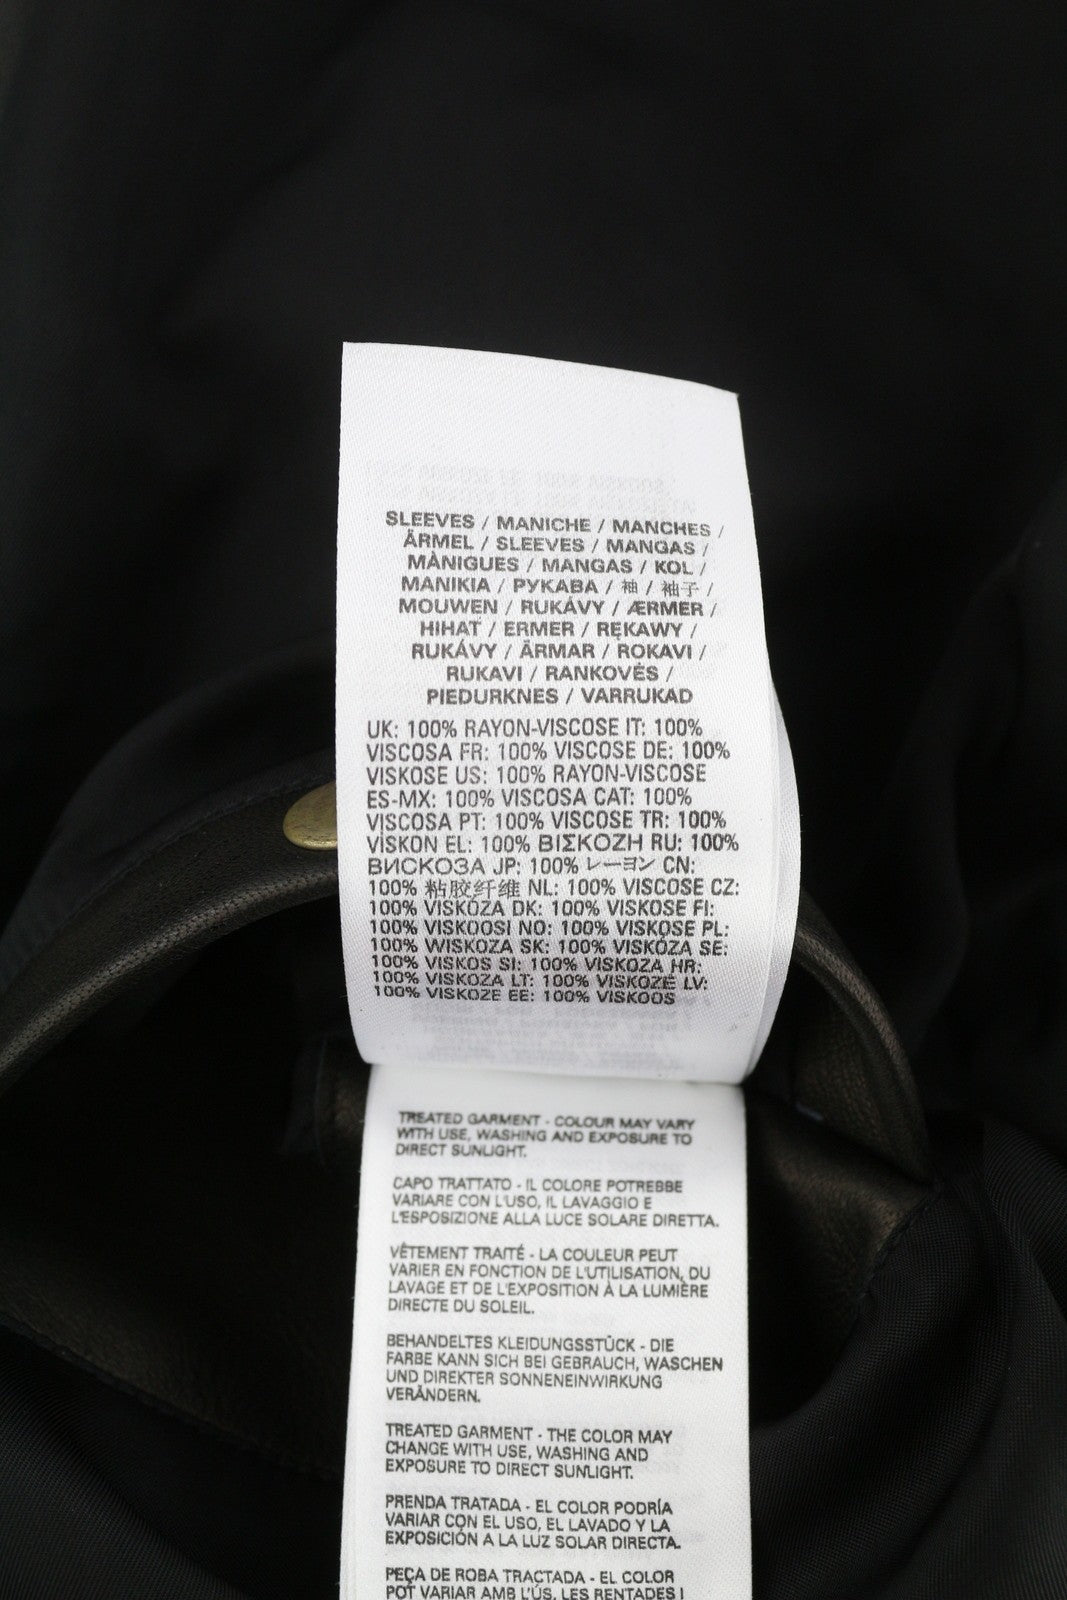 SLEEVES / MANICHE / MANCHES /
ÄRMEL / SLEEVES / MANGAS /
MÀNIGUES / MANGAS / KOL /
MANIKIA / РУКАВА / 袖 / 袖子 /
MOUWEN / RUKÁVY / ÆRMER /
HIHAT / ERMER / RĘKAWY /
RUKÁVY / ÄRMAR / ROKAVI /
RUKAVI / RANKOVĖS /
PIEDURKNES / VARRUKAD
UK: 100% RAYON-VISCOSE IT: 100%
VISCOSA FR: 100% VISCOSE DE: 100%
VISKOSE US: 100% RAYON-VISCOSE
ES-MX: 100% VISCOSA CAT: 100%
VISCOSA PT: 100% VISCOSE TR: 100%
VİSKON EL: 100% ΒΙΣΚΟΖΗ RU: 100%
ВИСКОЗА JP: 100% レーヨン CN:
100% 粘胶纤维 NL: 100% VISCOSE CZ:
100% VISKÓZA DK: 100% VISKOSE FI:
100% VISKOOSI NO: 100% VISKOSE PL:
100% WISKOZA SK: 100% VISKÓZA SE:
100% VISKOS SI: 100% VISKOZA HR:
100% VISKOZA LT: 100% VISKOZĖ LV:
100% VISKOZE EE: 100% VISKOOS
TREATED GARMENT - COLOUR MAY VARY
WITH USE, WASHING AND EXPOSURE TO
DIRECT SUNLIGHT.
CAPO TRATTATO - IL COLORE POTREBBE
VARIARE CON L'USO, IL LAVAGGIO E
L'ESPOSIZIONE ALLA LUCE SOLARE DIRETTA.
VÊTEMENT TRAITÉ - LA COULEUR PEUT
VARIER EN FONCTION DE L'UTILISATION, DU
LAVAGE ET DE L'EXPOSITION À LA LUMIÈRE
DIRECTE DU SOLEIL.
BEHANDELTES KLEIDUNGSSTÜCK - DIE
FARBE KANN SICH BEI GEBRAUCH, WASCHEN
UND DIREKTER SONNENEINWIRKUNG
VERÄNDERN.
TREATED GARMENT - THE COLOR MAY
CHANGE WITH USE, WASHING AND
EXPOSURE TO DIRECT SUNLIGHT.
PRENDA TRATADA - EL COLOR PODRÍA
VARIAR CON EL USO, EL LAVADO Y LA
EXPOSICIÓN A LA LUZ SOLAR DIRECTA.
PEÇA DE ROBA TRACTADA - EL COLOR
POT VARIAR AMB L'ÚS, LES RENTADES I